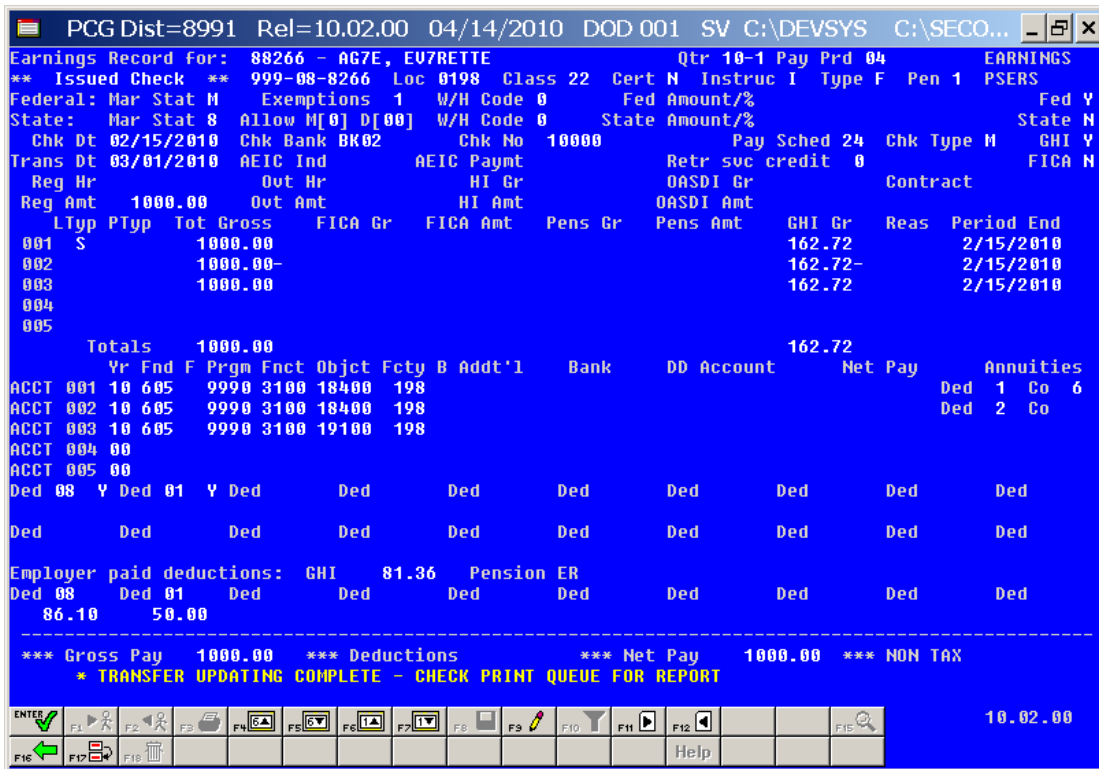 PCG Dist=8991 Rel=10.02.00 04/14/2010 DOD 001 SV C:\DEVSYS C:\SECO...
Earnings Record for: 88266 - AG7E, EV7RETTE Qtr 10-1 Pay Prd 04 EARNINGS
** Issued Check ** 999-08-8266 Loc 0198 Class 22 Cert N Instruc I Type F Pen 1 PSERS
Federal: Mar Stat M Exemptions 1 W/H Code 0 Fed Amount/% Fed Y
State: Mar Stat 8 Allow M[0] D[00] W/H Code 0 State Amount/% State N
Chk Dt 02/15/2010 Chk Bank BK02 Chk No 10000 Pay Sched 24 Chk Type M GHI Y
Trans Dt 03/01/2010 AEIC Ind AEIC Paymt Retr svc credit 0 FICA N
Reg Hr Ovt Hr HI Gr OASDI Gr Contract
Reg Amt 1000.00 Ovt Amt HI Amt OASDI Amt
LTyp PTyp Tot Gross FICA Gr FICA Amt Pens Gr Pens Amt GHI Gr Reas Period End
001 S 1000.00 162.72 2/15/2010
002 1000.00- 162.72- 2/15/2010
003 1000.00 162.72 2/15/2010
004
005
Totals 1000.00 162.72
Yr Fnd F Prgm Fnct Objct Fcty B Addt'l Bank DD Account Net Pay Annuities
ACCT 001 10 605 9990 3100 18400 198 Ded 1 Co 6
ACCT 002 10 605 9990 3100 18400 198 Ded 2 Co
ACCT 003 10 605 9990 3100 19100 198
ACCT 004 00
ACCT 005 00
Ded 08 Y Ded 01 Y Ded Ded Ded Ded Ded Ded Ded Ded
Ded Ded Ded Ded Ded Ded Ded Ded Ded Ded
Employer paid deductions: GHI 81.36 Pension ER
Ded 08 Ded 01 Ded Ded Ded Ded Ded Ded Ded Ded
86.10 50.00
*** Gross Pay 1000.00 *** Deductions *** Net Pay 1000.00 *** NON TAX
* TRANSFER UPDATING COMPLETE - CHECK PRINT QUEUE FOR REPORT
ENTER F1 F2 F3 F4 6 F5 6 F6 1 F7 1 F8 F9 F10 F11 F12 F15 10.02.00
F16 F17 F18 Help